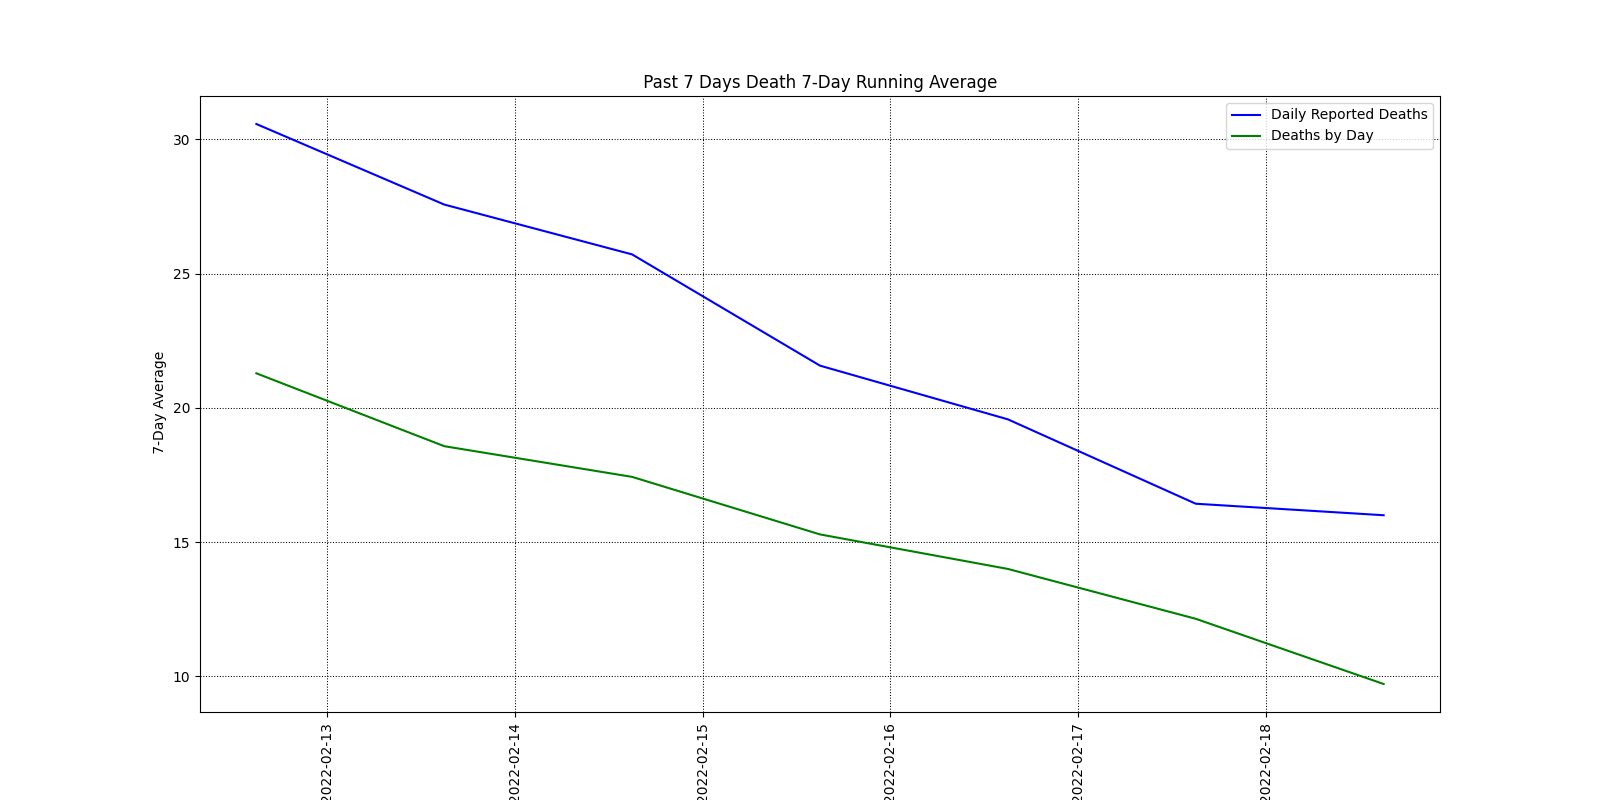 Past 7 Days Death 7-Day Running Average
Daily Reported Deaths
Deaths by Day
7-Day Average
30
25
20
15
10
2022-02-13
2022-02-14
2022-02-15
2022-02-16
2022-02-17
2022-02-18